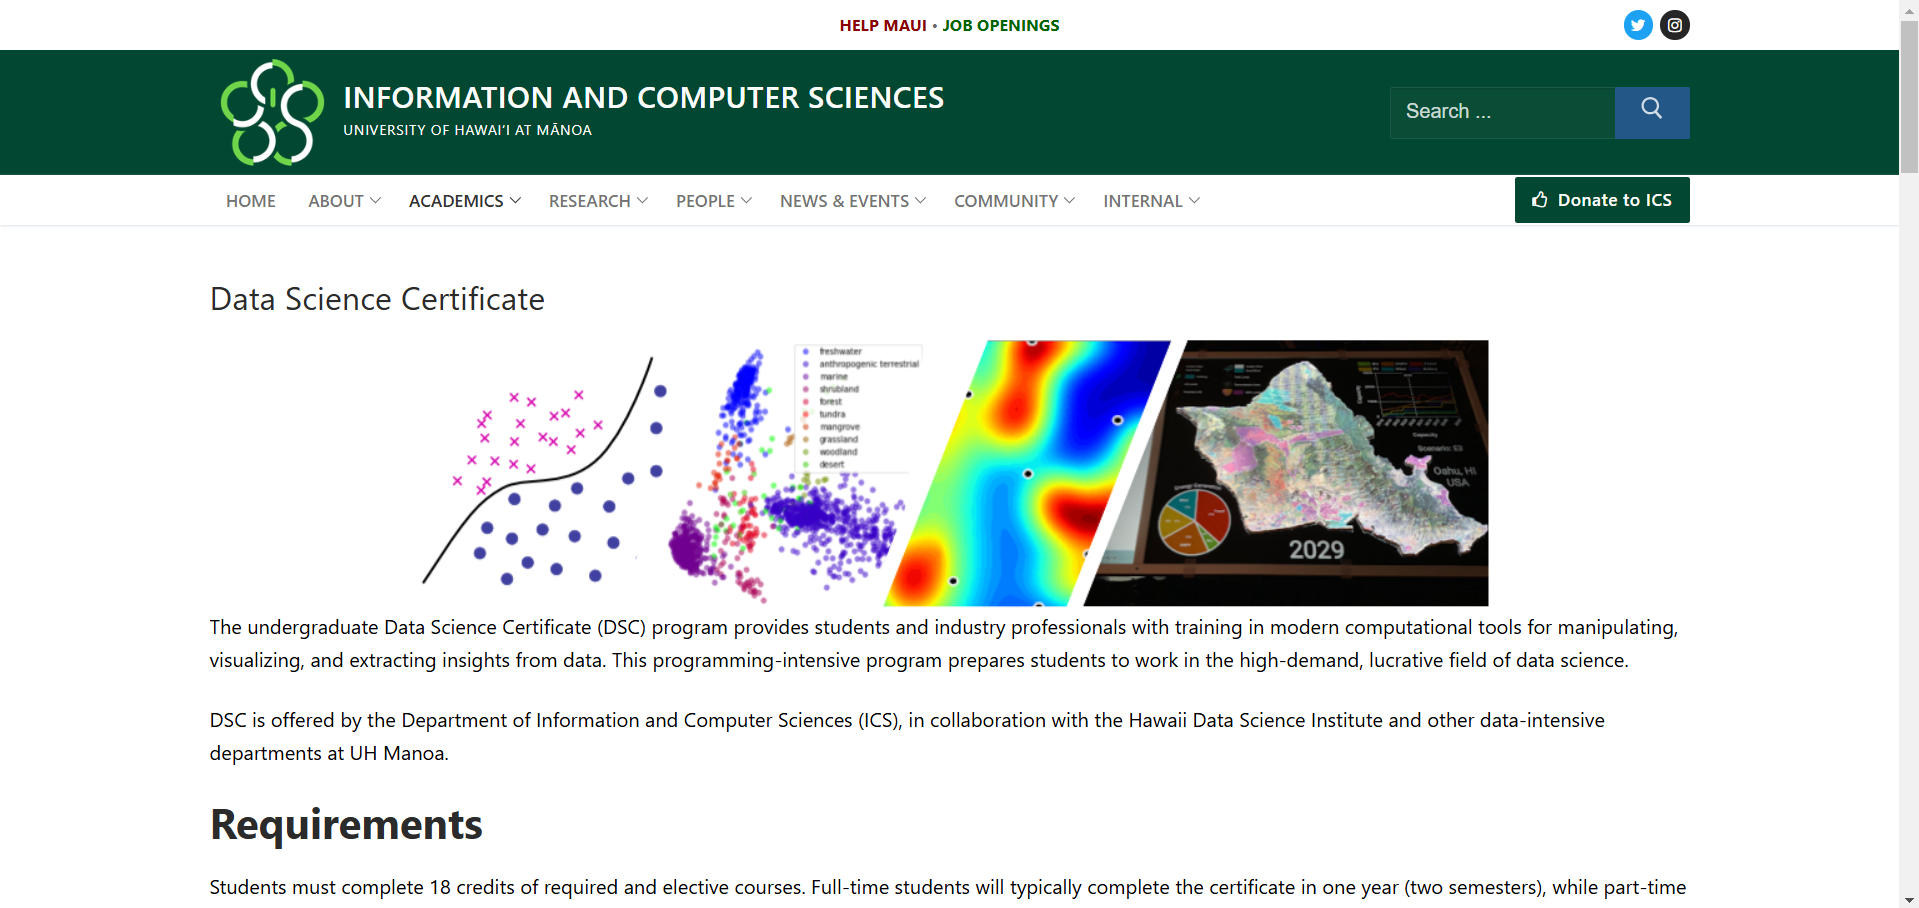 HELP MAUI • JOB OPENINGS
INFORMATION AND COMPUTER SCIENCES
UNIVERSITY OF HAWAIʻI AT MĀNOA
Search ...
HOME ABOUT ACADEMICS RESEARCH PEOPLE NEWS & EVENTS COMMUNITY INTERNAL
Donate to ICS
Data Science Certificate
freshwater
anthropogenic terrestrial
marine
shrubland
forest
tundra
mangrove
grassland
woodland
desert
Capacity
Scenario: E3
Oahu, HI
USA
2029
The undergraduate Data Science Certificate (DSC) program provides students and industry professionals with training in modern computational tools for manipulating,
visualizing, and extracting insights from data. This programming-intensive program prepares students to work in the high-demand, lucrative field of data science.
DSC is offered by the Department of Information and Computer Sciences (ICS), in collaboration with the Hawaii Data Science Institute and other data-intensive
departments at UH Manoa.
Requirements
Students must complete 18 credits of required and elective courses. Full-time students will typically complete the certificate in one year (two semesters), while part-time